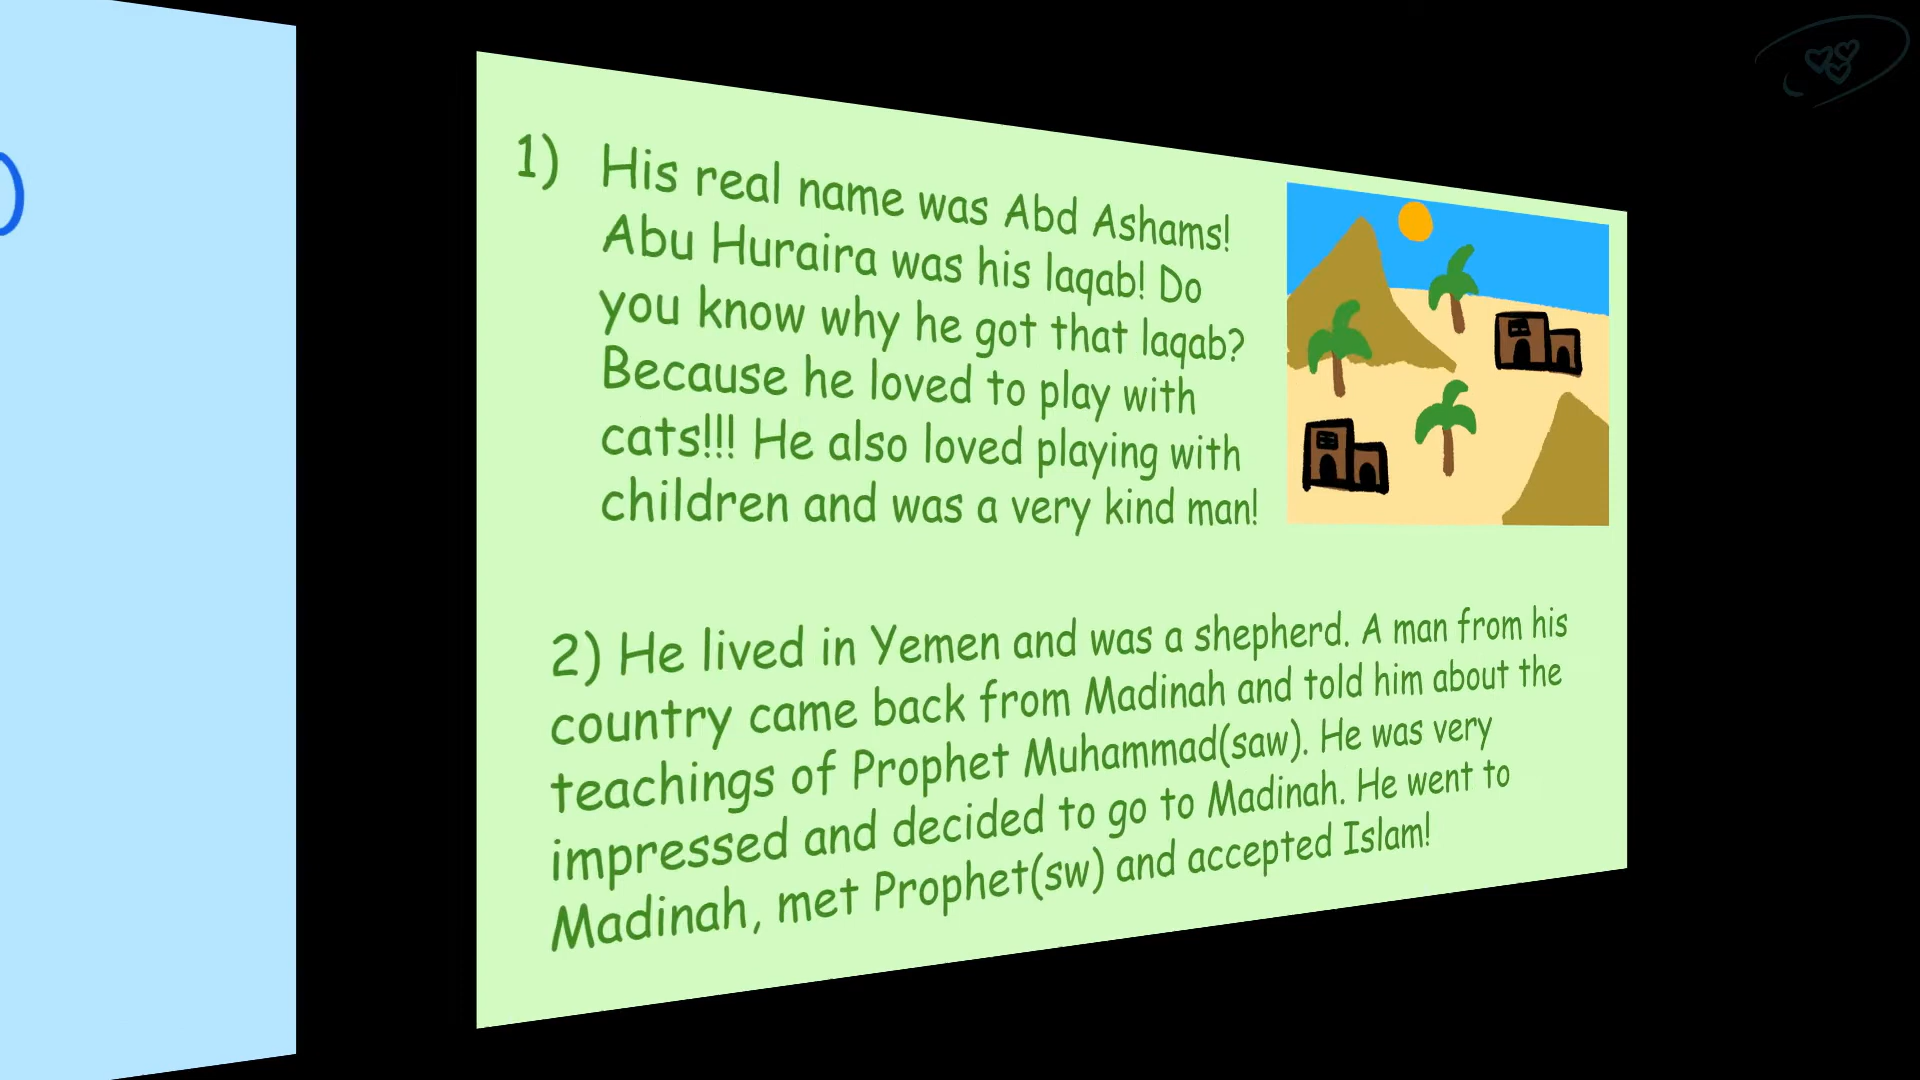 1) His real name was Abd Ashams!
Abu Huraira was his laqab! Do
you know why he got that laqab?
Because he loved to play with
cats!!! He also loved playing with
children and was a very kind man!
2) He lived in Yemen and was a shepherd. A man from his
country came back from Madinah and told him about the
teachings of Prophet Muhammad(saw). He was very
impressed and decided to go to Madinah. He went to
Madinah, met Prophet(sw) and accepted Islam!